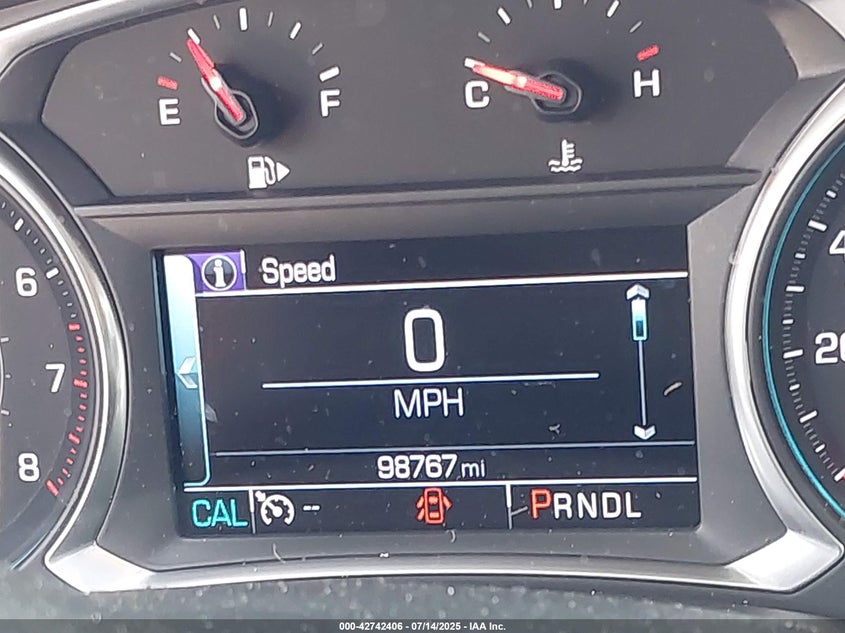 E F
C H
i Speed
6
4
0
7
20
MPH
8
98767 mi
CAL -- PRNDL
000-42742406 - 07/14/2025 - IAA Inc.